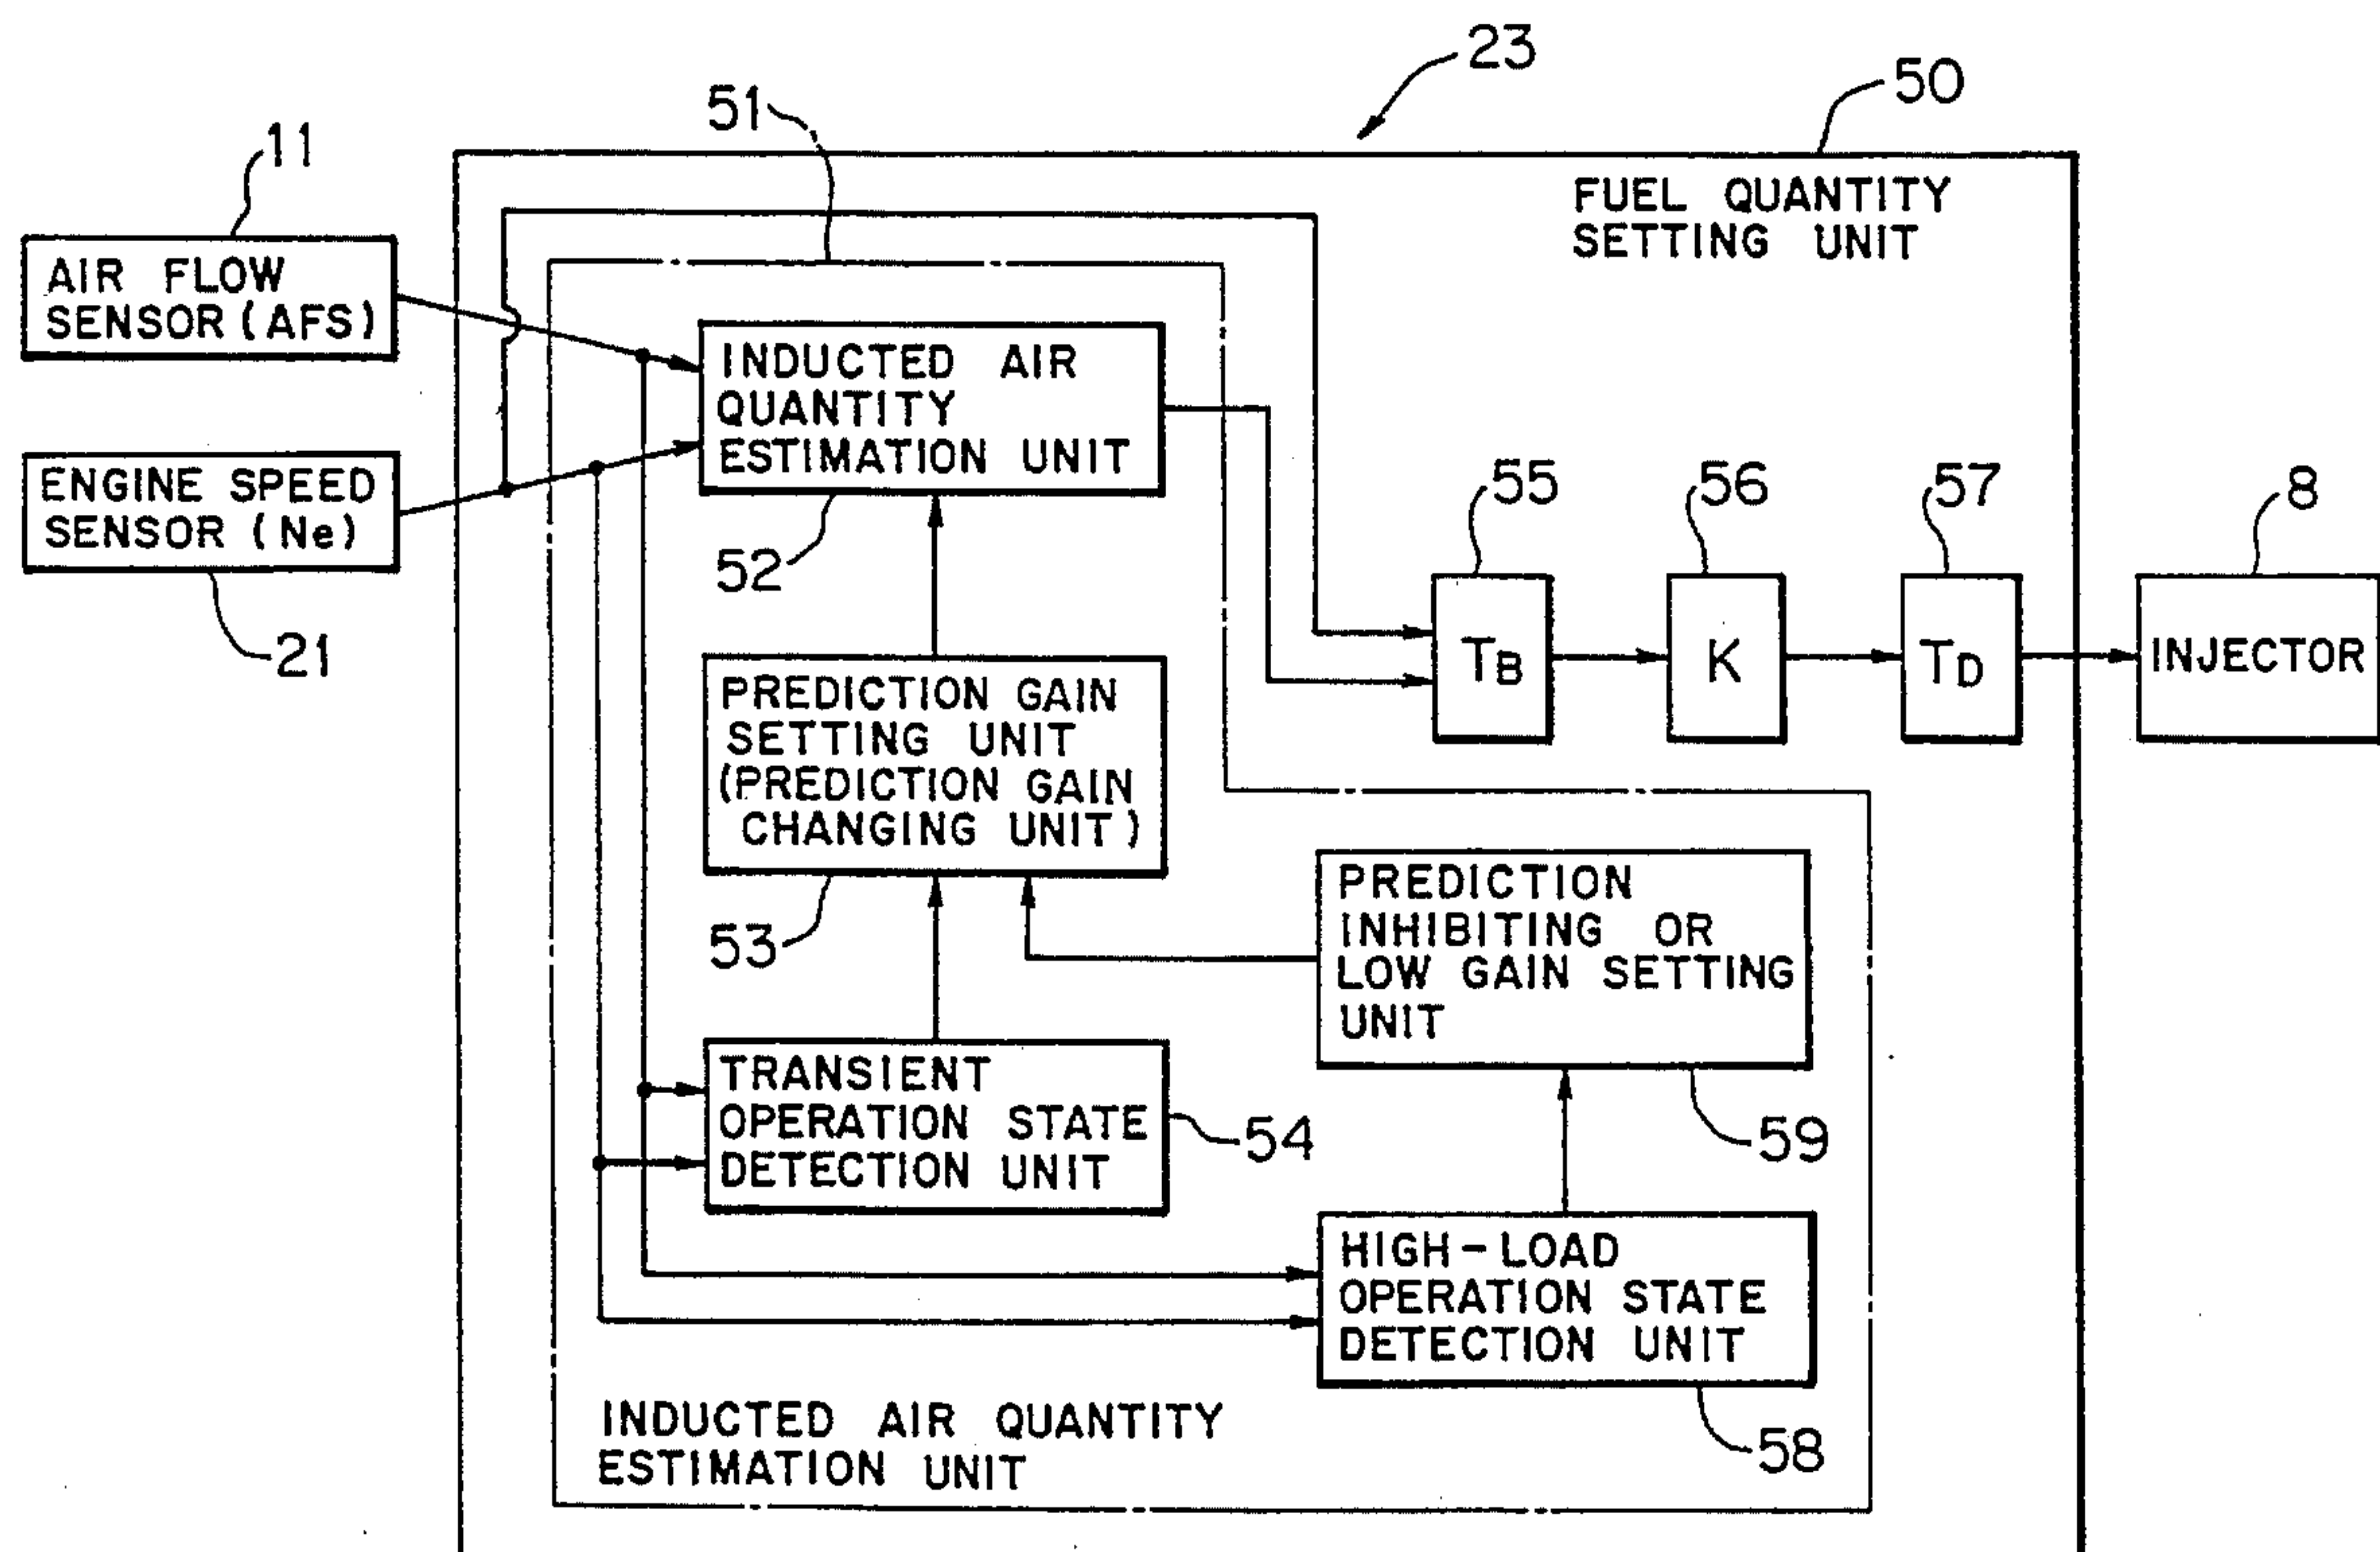 23
50
51
11
FUEL QUANTITY
SETTING UNIT
AIR FLOW
SENSOR (AFS)
INDUCTED AIR
QUANTITY
ESTIMATION UNIT
ENGINE SPEED
SENSOR (Ne)
52
21
55
56
57
8
TB
K
TD
INJECTOR
PREDICTION GAIN
SETTING UNIT
(PREDICTION GAIN
CHANGING UNIT)
53
PREDICTION
INHIBITING OR
LOW GAIN SETTING
UNIT
59
TRANSIENT
OPERATION STATE
DETECTION UNIT
54
HIGH-LOAD
OPERATION STATE
DETECTION UNIT
58
INDUCTED AIR QUANTITY
ESTIMATION UNIT